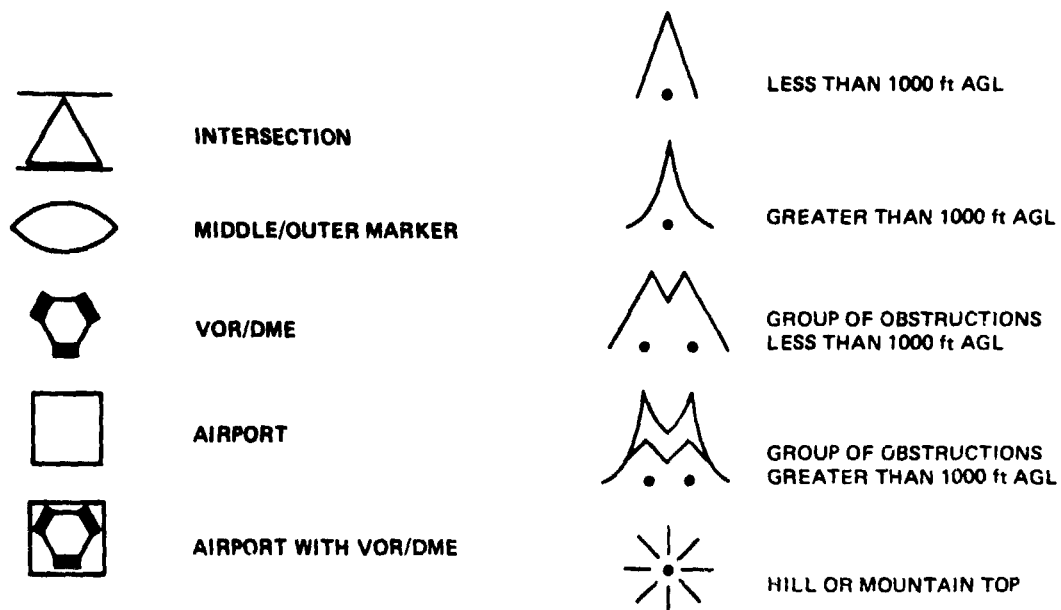 INTERSECTION
MIDDLE/OUTER MARKER
VOR/DME
AIRPORT
AIRPORT WITH VOR/DME
LESS THAN 1000 ft AGL
GREATER THAN 1000 ft AGL
GROUP OF OBSTRUCTIONS
LESS THAN 1000 ft AGL
GROUP OF OBSTRUCTIONS
GREATER THAN 1000 ft AGL
HILL OR MOUNTAIN TOP